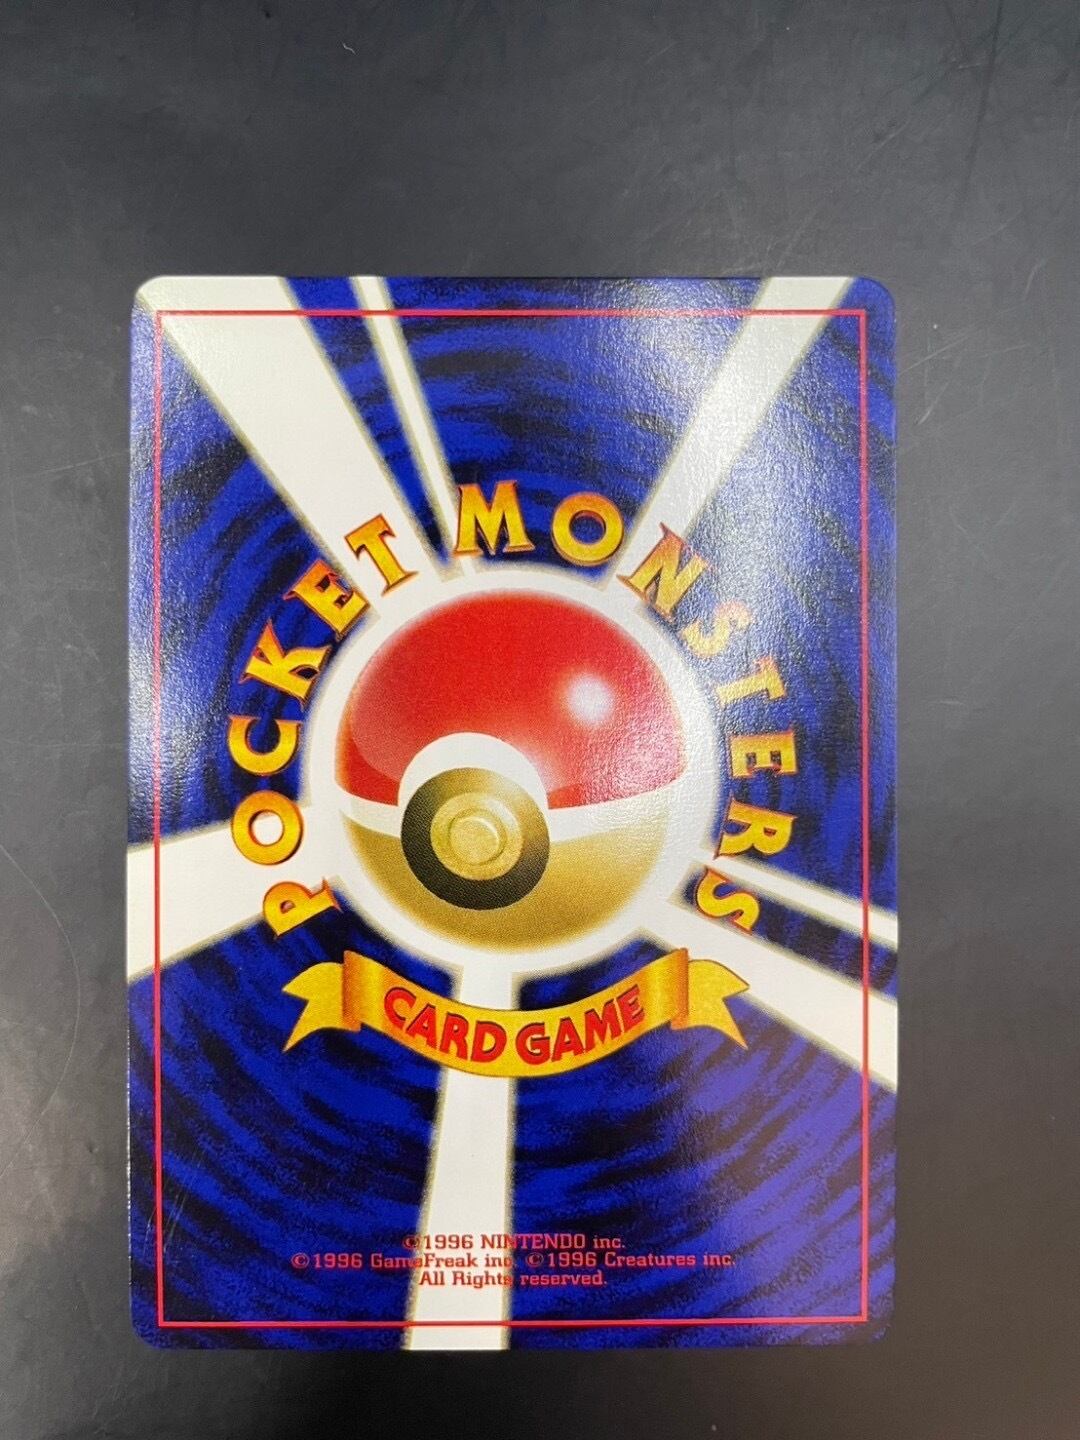 POCKET MONSTERS
CARD GAME
©1996 NINTENDO inc.
©1996 GameFreak inc. ©1996 Creatures inc.
All Rights reserved.